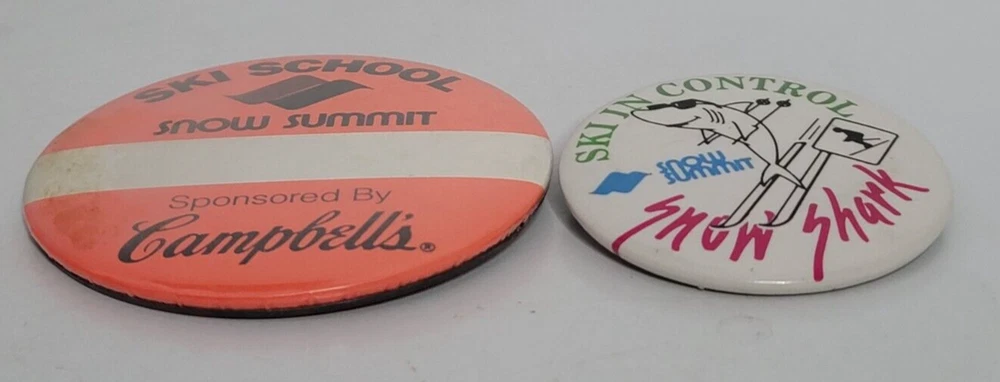 SKI SCHOOL
SNOW SUMMIT
Sponsored By
Campbell's®
SKI IN CONTROL
SNOW
SUMMIT
Snow Shark